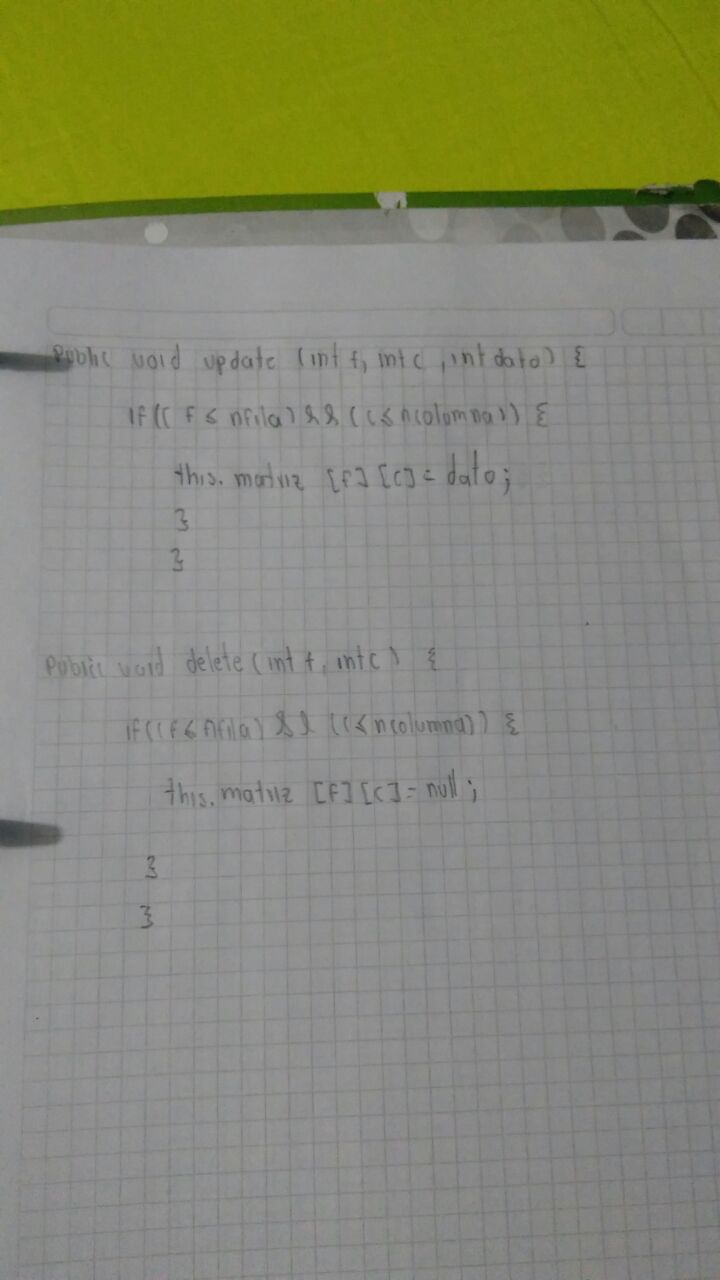 Public void update (int f, int c, int dato) {
if(( f ≤ nfila) && (c ≤ ncolumna)) {
this. matriz [f] [c] = dato;
}
}
Public void delete (int f, int c) {
if((f ≤ nfila) && (c ≤ ncolumna)) {
this. matriz [f] [c] = null;
}
}